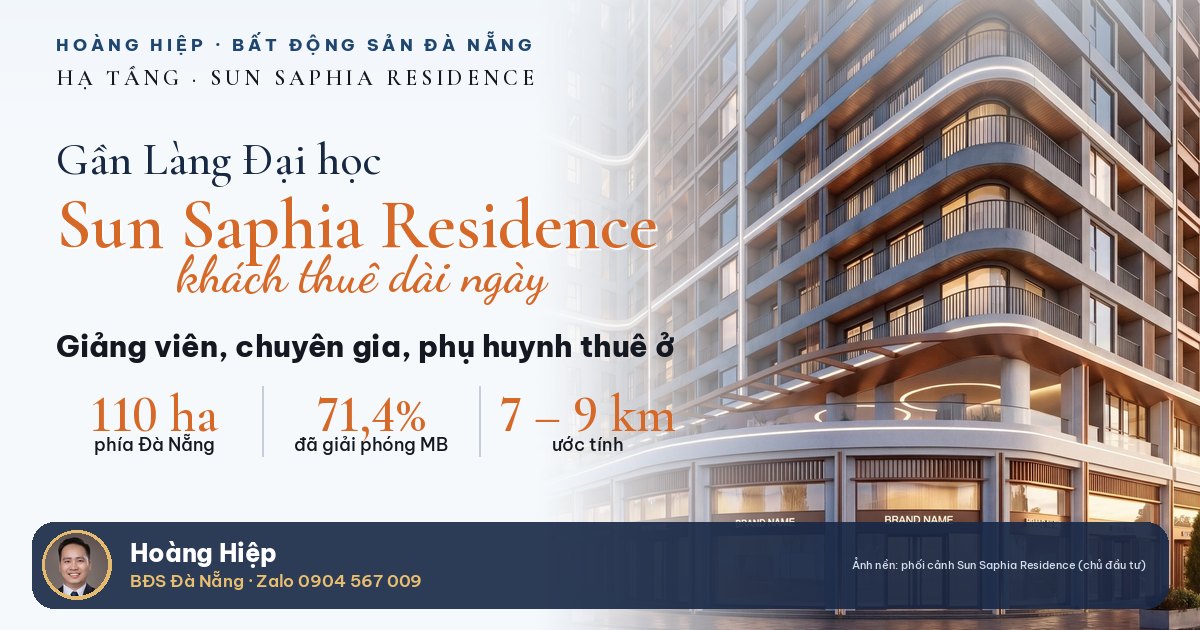 HOÀNG HIỆP · BẤT ĐỘNG SẢN ĐÀ NẴNG
HẠ TẦNG · SUN SAPHIA RESIDENCE
Gần Làng Đại học
Sun Saphia Residence
khách thuê dài ngày
Giảng viên, chuyên gia, phụ huynh thuê ở
110 ha
phía Đà Nẵng
71,4%
đã giải phóng MB
7 – 9 km
ước tính
BRAND NAME
BRAND NAME
Hoàng Hiệp
BĐS Đà Nẵng · Zalo 0904 567 009
Ảnh nền: phối cảnh Sun Saphia Residence (chủ đầu tư)